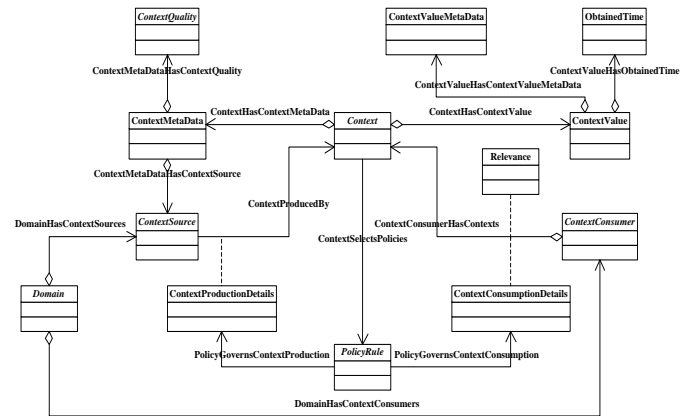 ContextQuality
ContextValueMetaData
ObtainedTime
ContextMetaDataHasContextQuality
ContextValueHasObtainedTime
ContextValueHasContextValueMetaData
ContextHasContextMetaData
ContextHasContextValue
ContextMetaData
Context
ContextValue
Relevance
ContextMetaDataHasContextSource
ContextProducedBy
DomainHasContextSources
ContextSource
ContextConsumerHasContexts
ContextConsumer
ContextSelectsPolicies
Domain
ContextProductionDetails
ContextConsumptionDetails
PolicyGovernsContextProduction
PolicyRule
PolicyGovernsContextConsumption
DomainHasContextConsumers